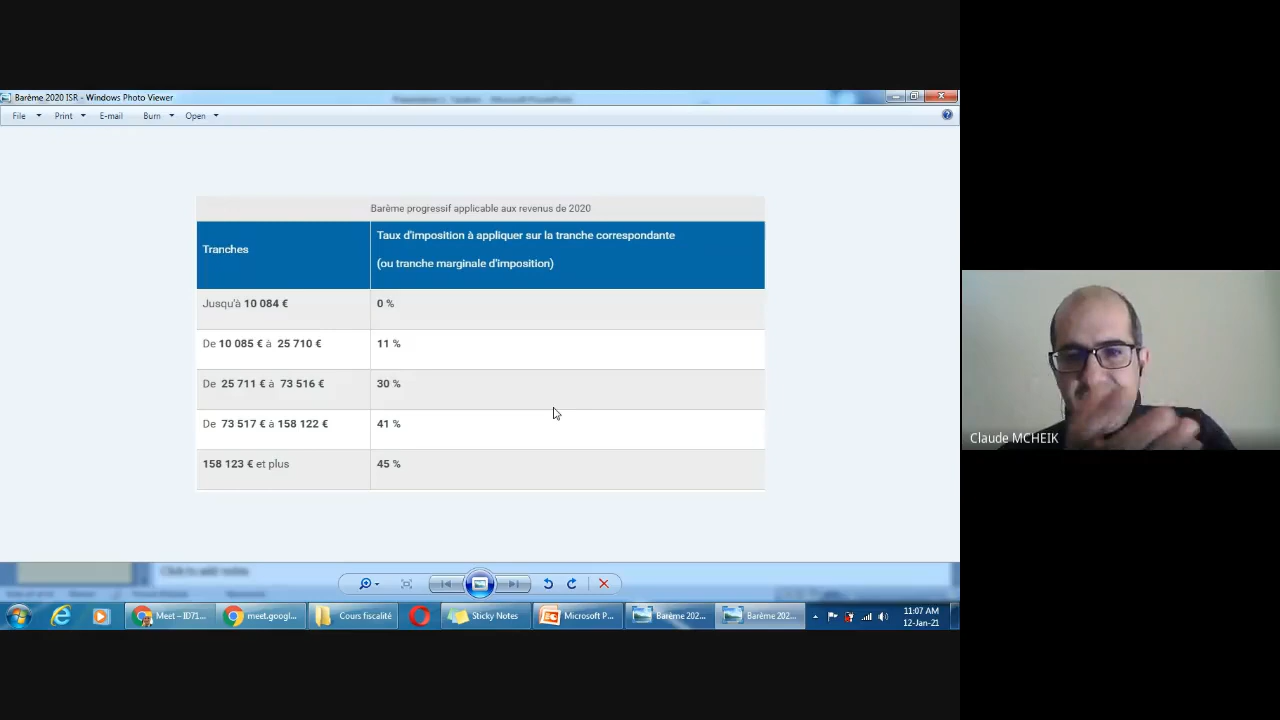 Barème 2020 ISR - Windows Photo Viewer
File Print E-mail Burn Open
Barème progressif applicable aux revenus de 2020
Tranches
Taux d'imposition à appliquer sur la tranche correspondante
(ou tranche marginale d'imposition)
Jusqu'à 10 084 € 0 %
De 10 085 € à 25 710 € 11 %
De 25 711 € à 73 516 € 30 %
De 73 517 € à 158 122 € 41 %
158 123 € et plus 45 %
Claude MCHEIK
Click to add notes
Meet – ID71... meet.googl... Cours fiscalité Sticky Notes Microsoft P... Barème 202... Barème 202...
11:07 AM
12-Jan-21